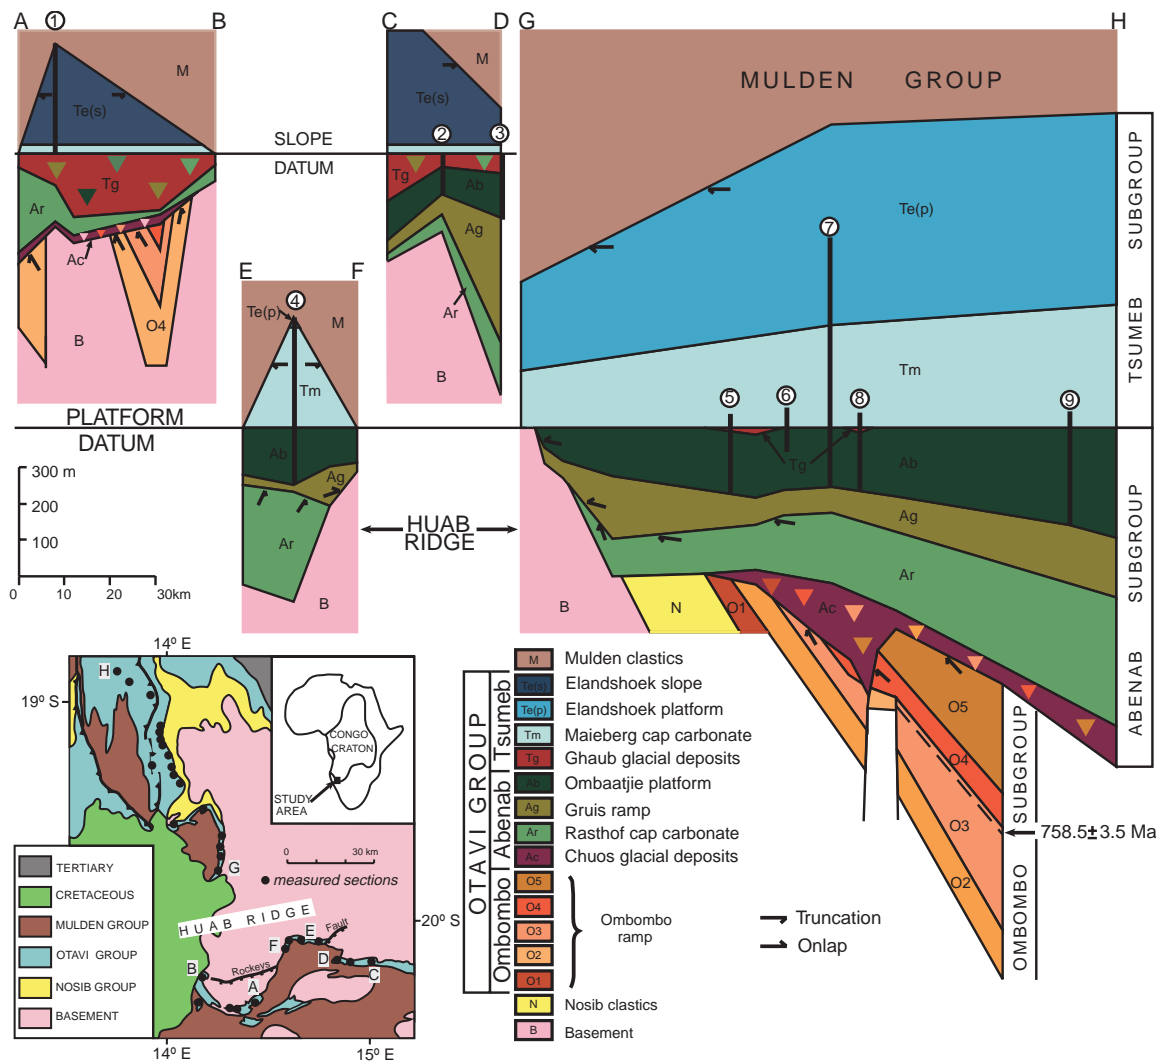 A
1
B
C
D
G
H
M
Te(s)
SLOPE
DATUM
Tg
Ar
Ac
O4
B
M
Te(s)
2
3
Tg
Ab
Ag
Ar
B
MULDEN GROUP
Te(p)
7
Tm
5
6
8
9
Tg
Ab
Ag
Ar
Ac
B
N
O1
O5
O4
O3
O2
TSUMEB SUBGROUP
ABENAB SUBGROUP
OMBOMBO SUBGROUP
758.5±3.5 Ma
E
F
4
Te(p)
M
Tm
Ab
Ag
Ar
B
PLATFORM
DATUM
300 m
200
100
0 10 20 30km
HUAB
RIDGE
14º E
19º S
H
G
HUAB RIDGE
F
E
Fault
D
C
B
Rockeys
A
0 30 km
measured sections
20º S
14º E
15º E
CONGO
CRATON
STUDY
AREA
TERTIARY
CRETACEOUS
MULDEN GROUP
OTAVI GROUP
NOSIB GROUP
BASEMENT
OTAVI GROUP
Tsumeb
Abenab
Ombombo
M Mulden clastics
Te(s) Elandshoek slope
Te(p) Elandshoek platform
Tm Maieberg cap carbonate
Tg Ghaub glacial deposits
Ab Ombaatjie platform
Ag Gruis ramp
Ar Rasthof cap carbonate
Ac Chuos glacial deposits
O5
O4
O3
O2
O1
Ombombo
ramp
N Nosib clastics
B Basement
Truncation
Onlap